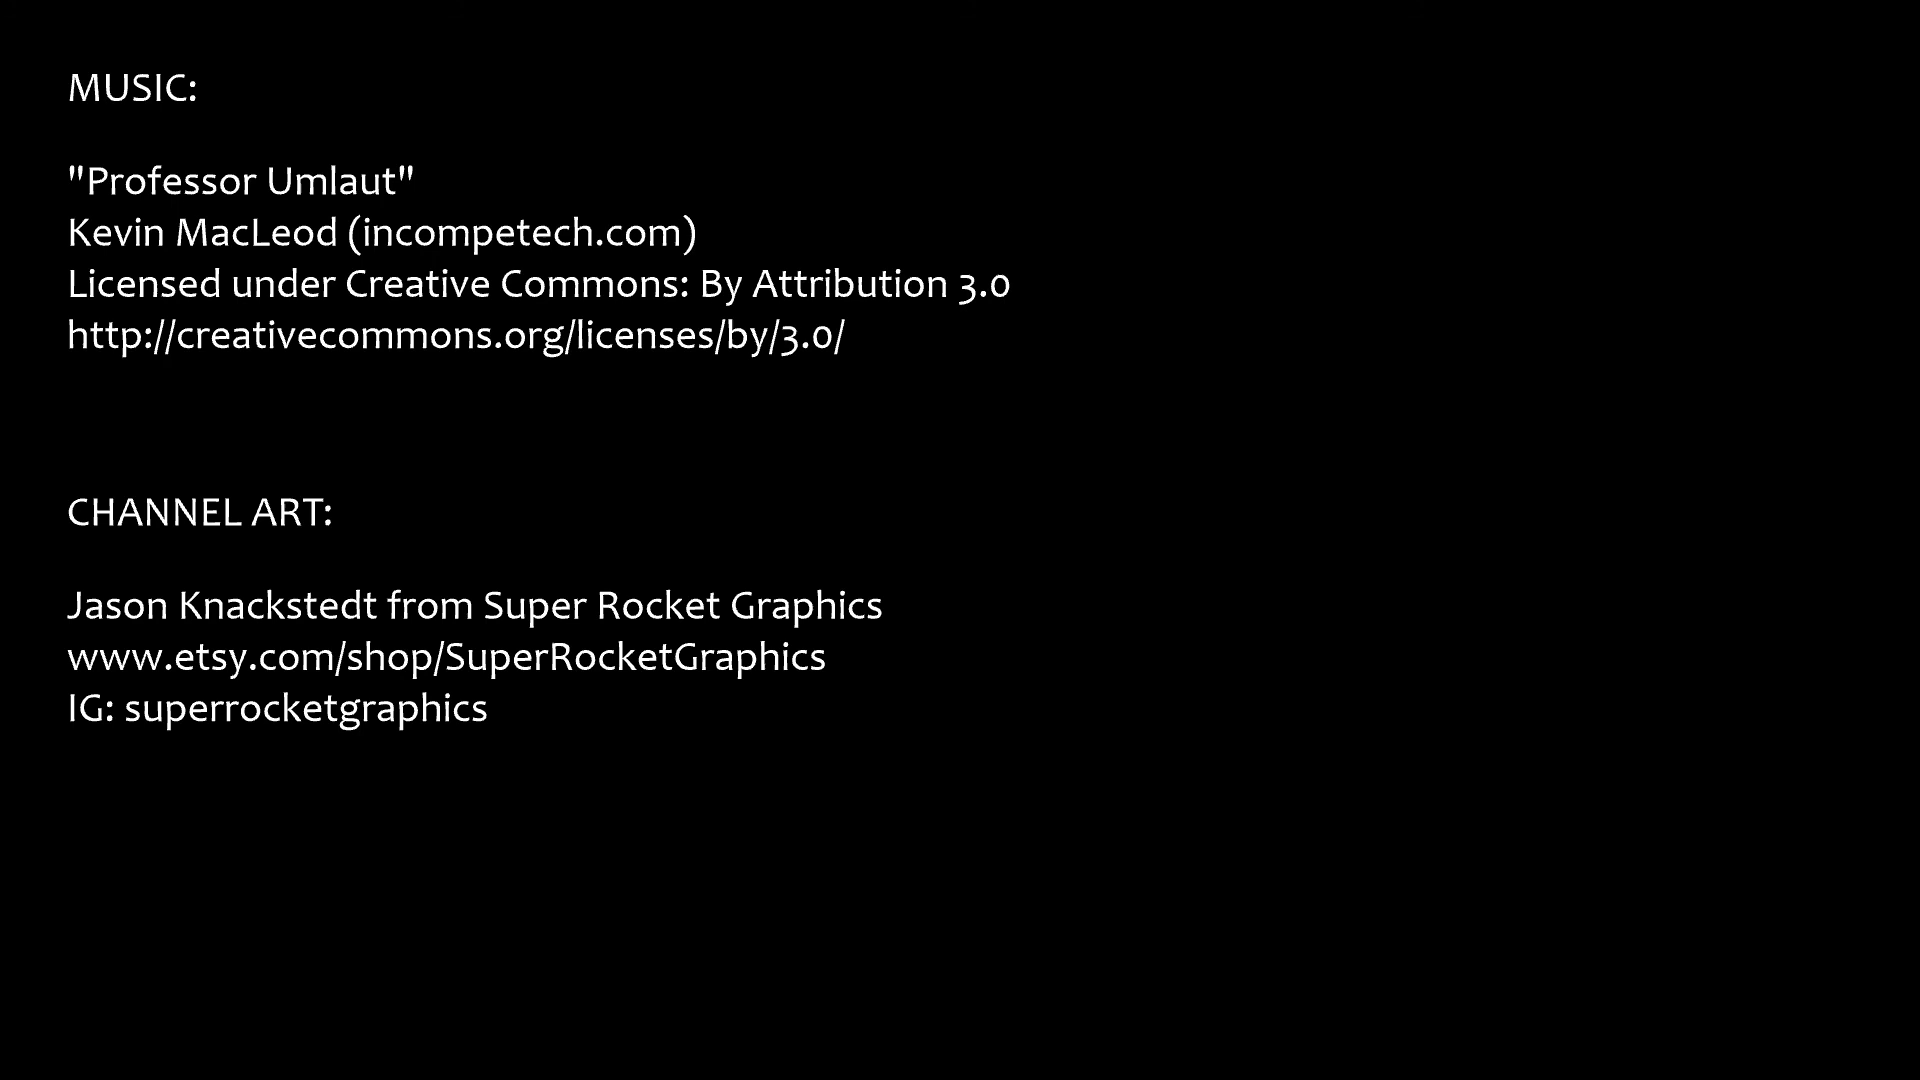 MUSIC:
"Professor Umlaut"
Kevin MacLeod (incompetech.com)
Licensed under Creative Commons: By Attribution 3.0
http://creativecommons.org/licenses/by/3.0/
CHANNEL ART:
Jason Knackstedt from Super Rocket Graphics
www.etsy.com/shop/SuperRocketGraphics
IG: superrocketgraphics